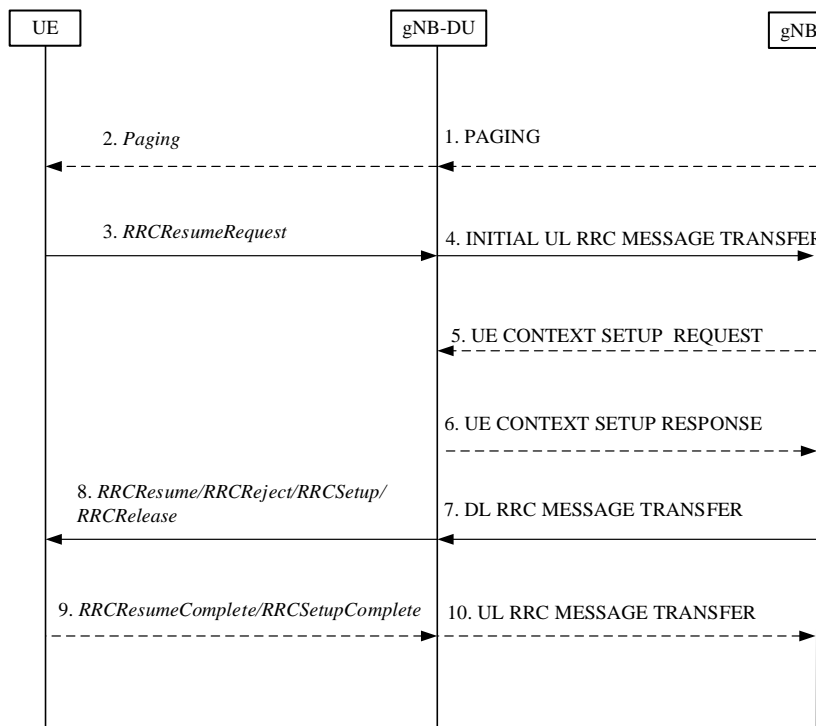 UE
gNB-DU
gNB
2. Paging
1. PAGING
3. RRCResumeRequest
4. INITIAL UL RRC MESSAGE TRANSFER
5. UE CONTEXT SETUP  REQUEST
6. UE CONTEXT SETUP RESPONSE
8. RRCResume/RRCReject/RRCSetup/
RRCRelease
7. DL RRC MESSAGE TRANSFER
9. RRCResumeComplete/RRCSetupComplete
10. UL RRC MESSAGE TRANSFER